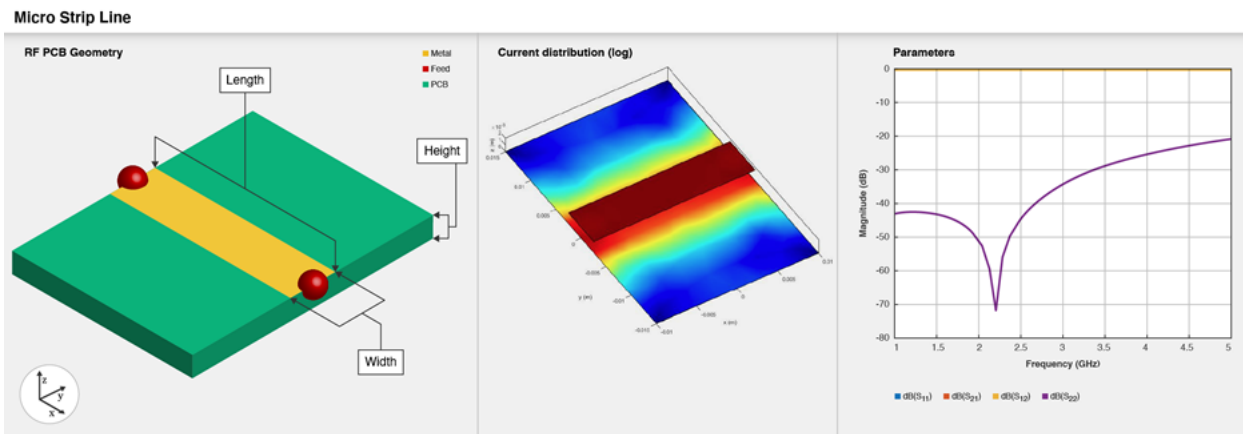 Micro Strip Line
RF PCB Geometry
Metal
Feed
PCB
Length
Height
Width
z
y
x
Current distribution (log)
0.015
0.01
0.005
0
-0.005
-0.01
-0.015
y (m)
-0.01
-0.005
0
0.005
0.01
x (m)
Parameters
0
-10
-20
-30
-40
-50
-60
-70
-80
Magnitude (dB)
1 1.5 2 2.5 3 3.5 4 4.5 5
Frequency (GHz)
dB(S11) dB(S21) dB(S12) dB(S22)